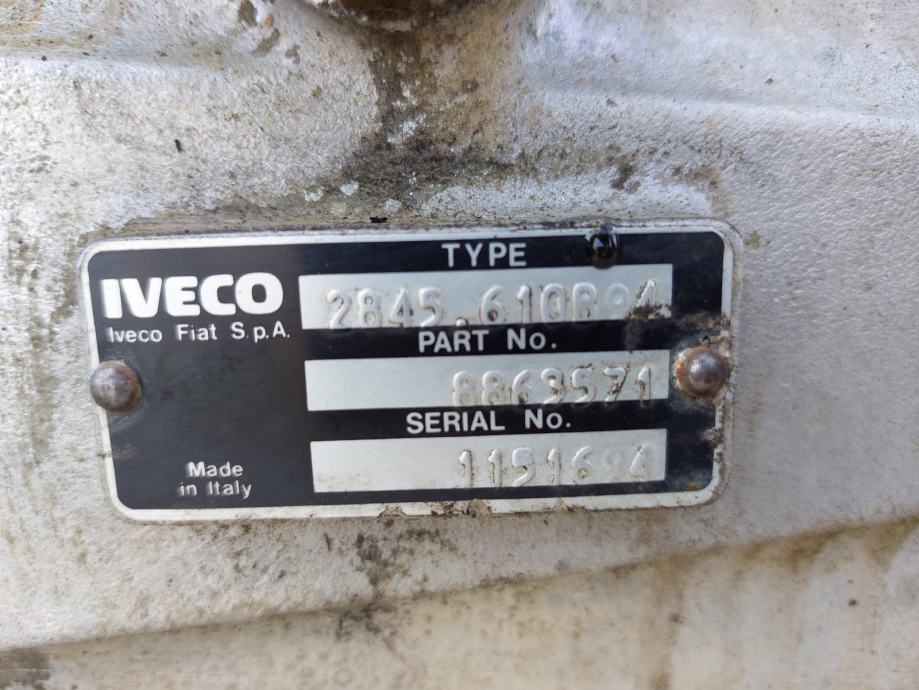 TYPE
IVECO
Iveco Fiat S.p.A.
PART No.
8863571
SERIAL No.
Made
in Italy